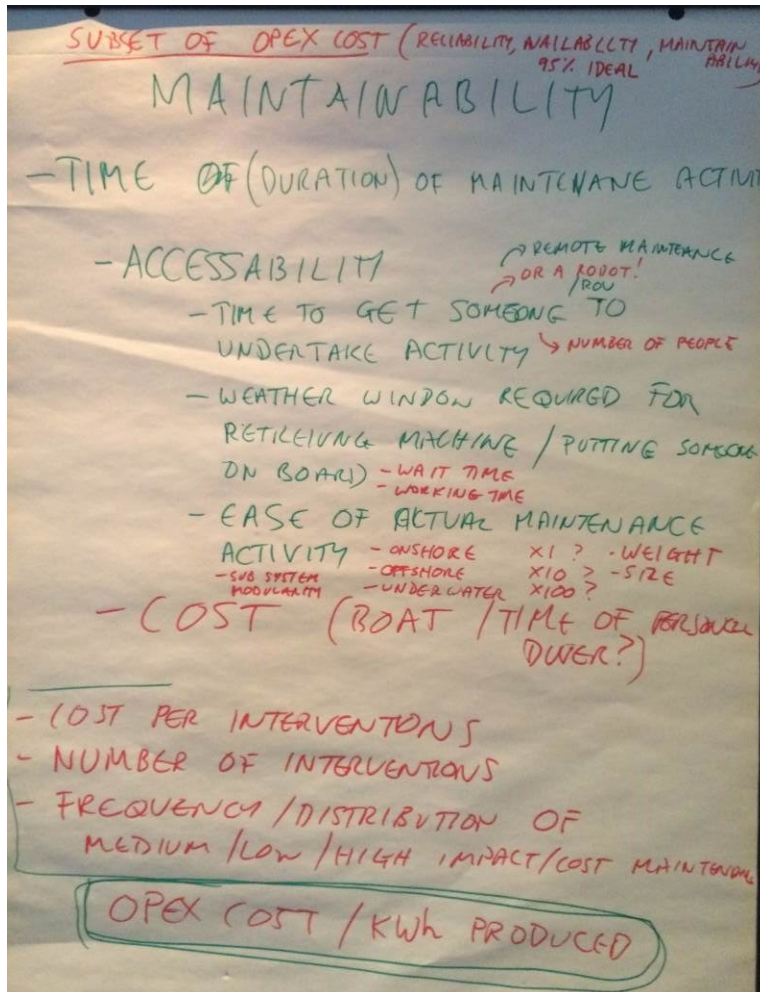 SUBSET OF OPEX COST (RELIABILITY, AVAILABILITY, MAINTAIN
ABILITY)
95% IDEAL
MAINTAINABILITY
- TIME OF (DURATION) OF MAINTENANE ACTIVI
- ACCESSABILITY
REMOTE MAINTEANCE
OR A ROBOT!
/ROV
- TIME TO GET SOMEONE TO
UNDERTAKE ACTIVITY
NUMBER OF PEOPLE
- WEATHER WINDOW REQUIRED FOR
MACHINE / PUTTING SOMEONE
ON BOARD - WAIT TIME
- WORKING TIME
- EASE OF ACTUAL MAINTENANCE
ACTIVITY - ONSHORE X1 ? - WEIGHT
- OFFSHORE X10 ? - SIZE
- SUB SYSTEM
MODULARITY
- UNDERWATER X100 ?
- COST (BOAT / TIME OF PERSONEL
DIVER?)
- COST PER INTERVENTIONS
- NUMBER OF INTERVENTIONS
- FREQUENCY / DISTRIBUTION OF
MEDIUM / LOW / HIGH IMPACT/COST MAINTENANCE
OPEX COST / KWh PRODUCED